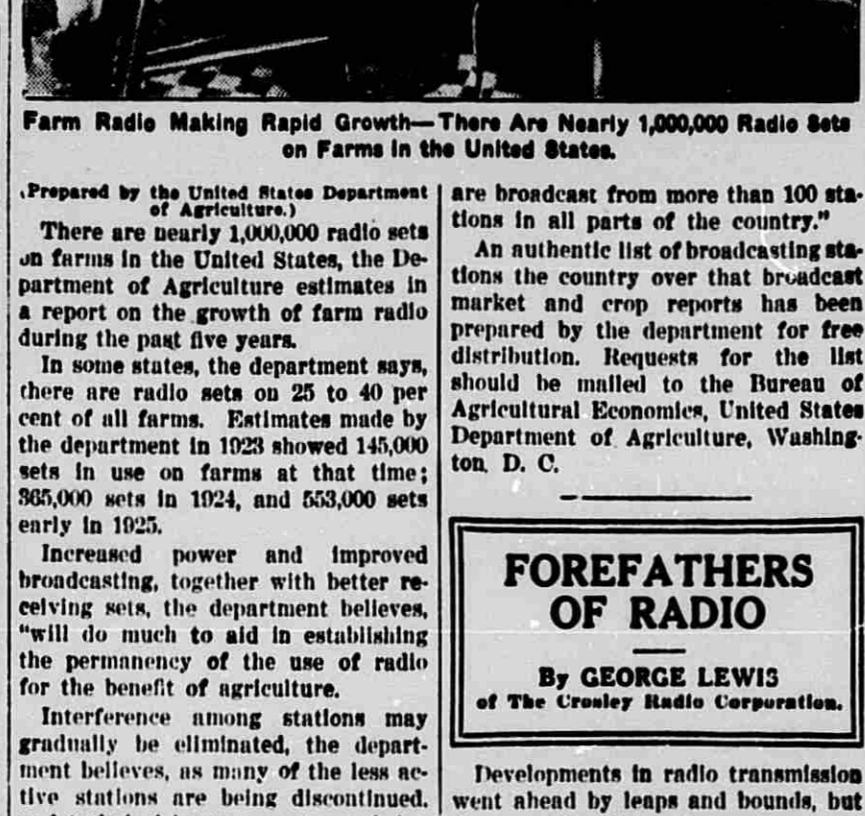 Farm Radio Making Rapid Growth—There Are Nearly 1,000,000 Radio Sets
on Farms in the United States.
(Prepared by the United States Department
of Agriculture.)
There are nearly 1,000,000 radio sets
on farms in the United States, the De-
partment of Agriculture estimates in
a report on the growth of farm radio
during the past five years.
In some states, the department says,
there are radio sets on 25 to 40 per
cent of all farms. Estimates made by
the department in 1923 showed 145,000
sets in use on farms at that time;
365,000 sets in 1924, and 553,000 sets
early in 1925.
Increased power and improved
broadcasting, together with better re-
ceiving sets, the department believes,
"will do much to aid in establishing
the permanency of the use of radio
for the benefit of agriculture.
Interference among stations may
gradually be eliminated, the depart-
ment believes, as many of the less ac-
tive stations are being discontinued.
are broadcast from more than 100 sta-
tions in all parts of the country."
An authentic list of broadcasting sta-
tions the country over that broadcast
market and crop reports has been
prepared by the department for free
distribution. Requests for the list
should be mailed to the Bureau of
Agricultural Economics, United States
Department of Agriculture, Washing-
ton, D. C.
FOREFATHERS
OF RADIO
By GEORGE LEWIS
of The Crosley Radio Corporation.
Developments in radio transmission
went ahead by leaps and bounds, but